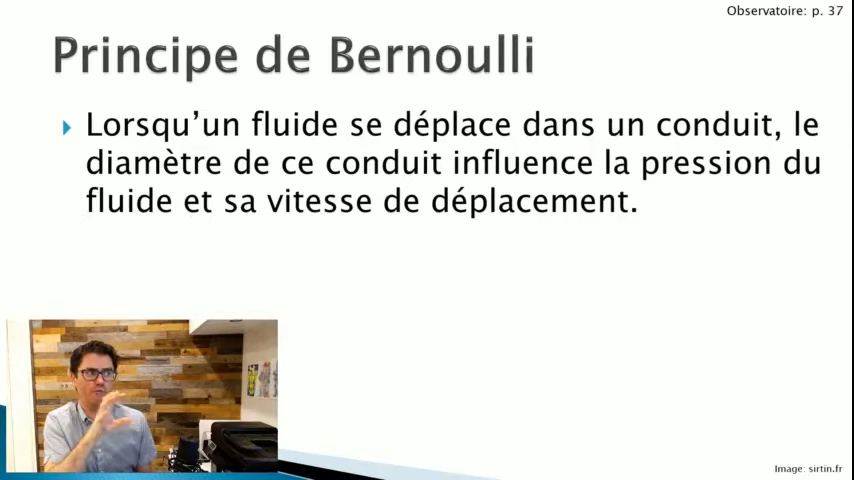 Observatoire: p. 37
Principe de Bernoulli
Lorsqu’un fluide se déplace dans un conduit, le
diamètre de ce conduit influence la pression du
fluide et sa vitesse de déplacement.
Image: sirtin.fr